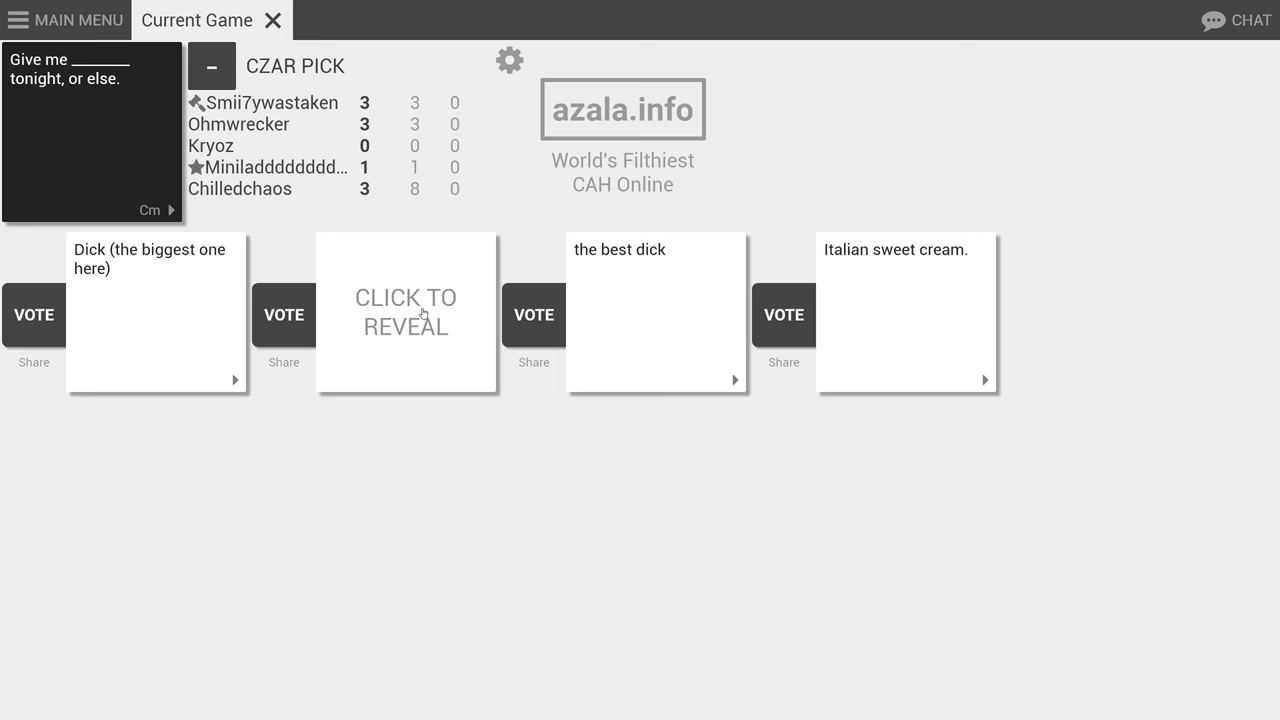 MAIN MENU
Current Game
CHAT
Give me _______
tonight, or else.
Cm
-
CZAR PICK
Smii7ywastaken 3 3 0
Ohmwrecker 3 3 0
Kryoz 0 0 0
Miniladdddddddd... 1 1 0
Chilledchaos 3 8 0
azala.info
World's Filthiest
CAH Online
VOTE
Share
Dick (the biggest one
here)
VOTE
Share
CLICK TO
REVEAL
VOTE
Share
the best dick
VOTE
Share
Italian sweet cream.